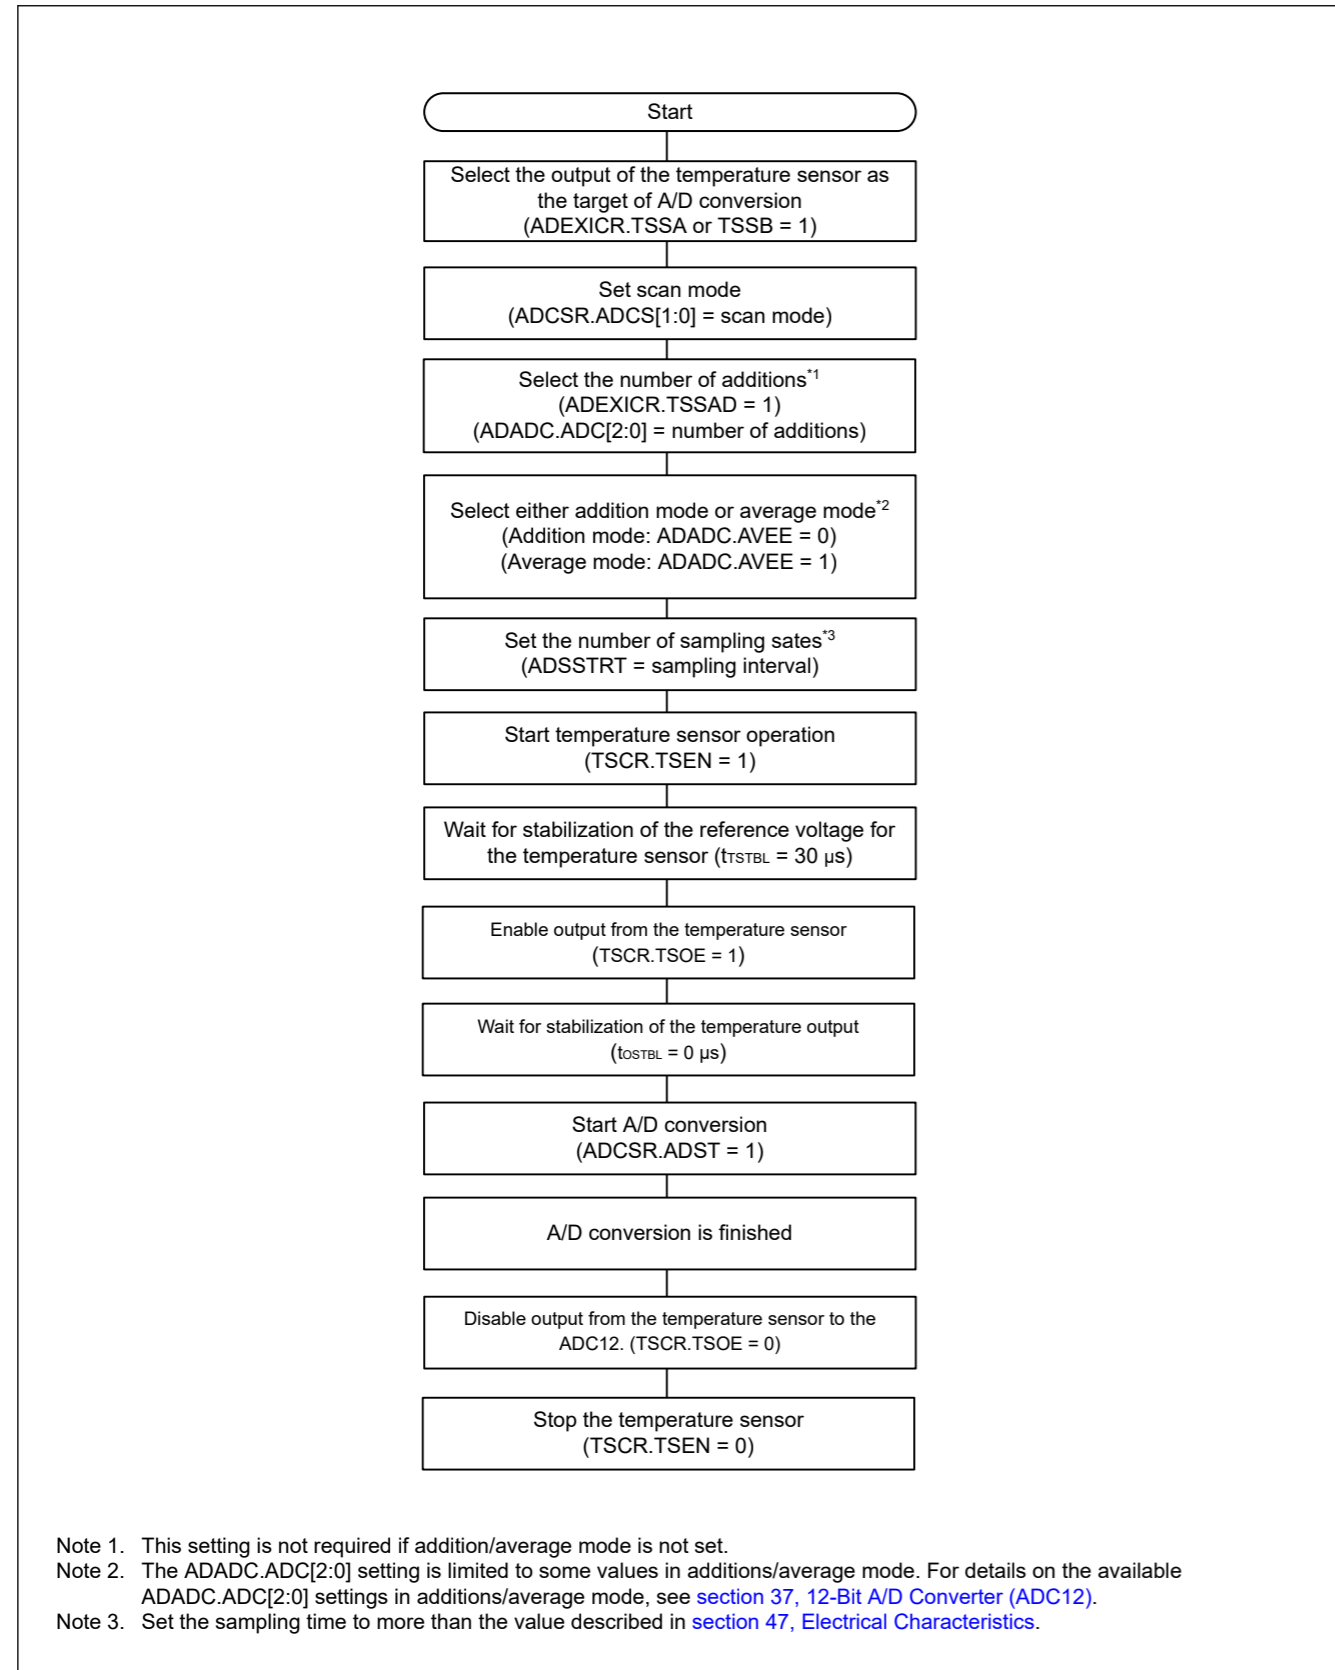 Start
Select the output of the temperature sensor as
the target of A/D conversion
(ADEXICR.TSSA or TSSB = 1)
Set scan mode
(ADCSR.ADCS[1:0] = scan mode)
Select the number of additions*1
(ADEXICR.TSSAD = 1)
(ADADC.ADC[2:0] = number of additions)
Select either addition mode or average mode*2
(Addition mode: ADADC.AVEE = 0)
(Average mode: ADADC.AVEE = 1)
Set the number of sampling sates*3
(ADSSTRT = sampling interval)
Start temperature sensor operation
(TSCR.TSEN = 1)
Wait for stabilization of the reference voltage for
the temperature sensor (tTSTBL = 30 µs)
Enable output from the temperature sensor
(TSCR.TSOE = 1)
Wait for stabilization of the temperature output
(tOSTBL = 0 µs)
Start A/D conversion
(ADCSR.ADST = 1)
A/D conversion is finished
Disable output from the temperature sensor to the
ADC12. (TSCR.TSOE = 0)
Stop the temperature sensor
(TSCR.TSEN = 0)
Note 1. This setting is not required if addition/average mode is not set.
Note 2. The ADADC.ADC[2:0] setting is limited to some values in additions/average mode. For details on the available
ADADC.ADC[2:0] settings in additions/average mode, see section 37, 12-Bit A/D Converter (ADC12).
Note 3. Set the sampling time to more than the value described in section 47, Electrical Characteristics.